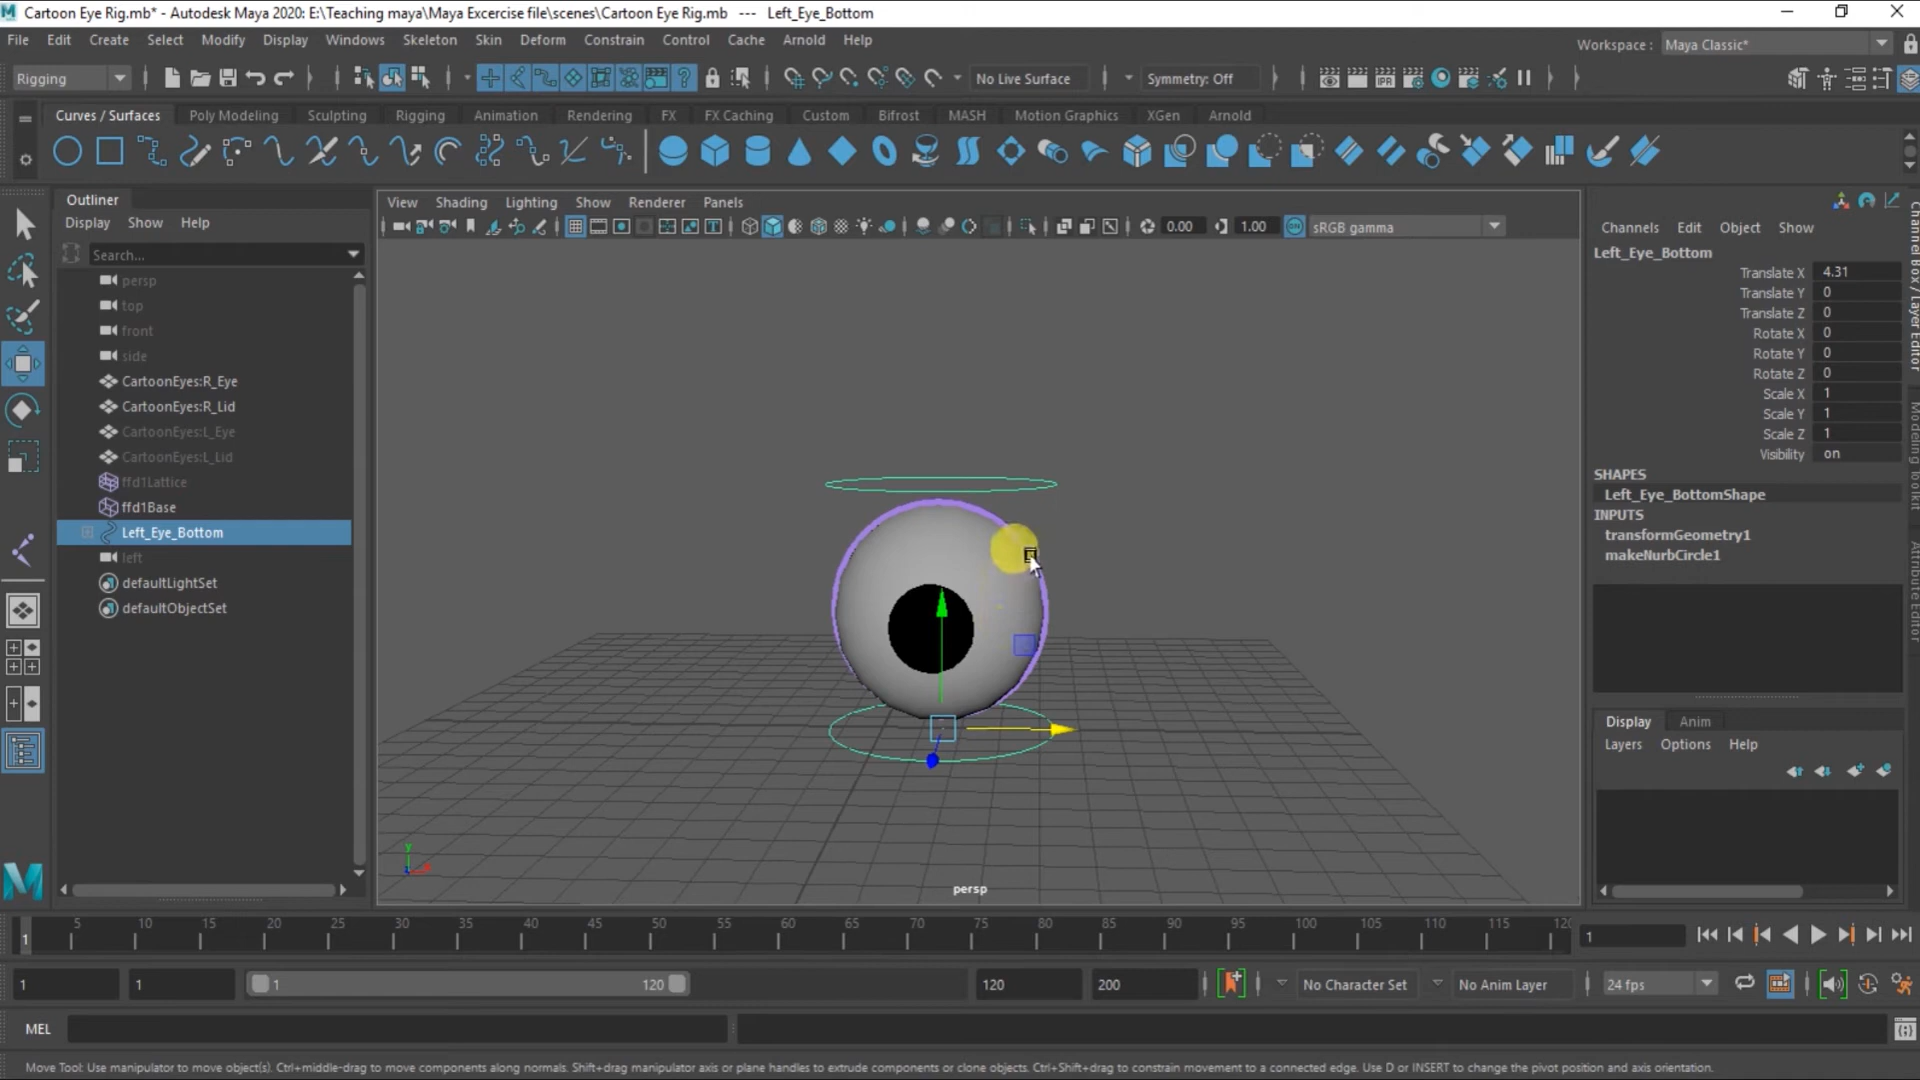 Cartoon Eye Rig.mb* - Autodesk Maya 2020: E:\Teaching maya\Maya Excercise file\scenes\Cartoon Eye Rig.mb --- Left_Eye_Bottom
File Edit Create Select Modify Display Windows Skeleton Skin Deform Constrain Control Cache Arnold Help
Workspace : Maya Classic*
Rigging
No Live Surface
Symmetry: Off
Curves / Surfaces Poly Modeling Sculpting Rigging Animation Rendering FX FX Caching Custom Bifrost MASH Motion Graphics XGen Arnold
Outliner
Display Show Help
Search...
persp
top
front
side
CartoonEyes:R_Eye
CartoonEyes:R_Lid
CartoonEyes:L_Eye
CartoonEyes:L_Lid
ffd1Lattice
ffd1Base
Left_Eye_Bottom
left
defaultLightSet
defaultObjectSet
View Shading Lighting Show Renderer Panels
0.00 1.00 sRGB gamma
y
persp
Channels Edit Object Show
Left_Eye_Bottom
Translate X 4.31
Translate Y 0
Translate Z 0
Rotate X 0
Rotate Y 0
Rotate Z 0
Scale X 1
Scale Y 1
Scale Z 1
Visibility on
SHAPES
Left_Eye_BottomShape
INPUTS
transformGeometry1
makeNurbCircle1
Display Anim
Layers Options Help
Channel Box / Layer Editor
Modeling Toolkit
Attribute Editor
1 5 10 15 20 25 30 35 40 45 50 55 60 65 70 75 80 85 90 95 100 105 110 115 120
1
1 1 1 120 120 200 No Character Set No Anim Layer 24 fps
MEL
Move Tool: Use manipulator to move object(s). Ctrl+middle-drag to move components along normals. Shift+drag manipulator axis or plane handles to extrude components or clone objects. Ctrl+Shift+drag to constrain movement to a connected edge. Use D or INSERT to change the pivot position and axis orientation.